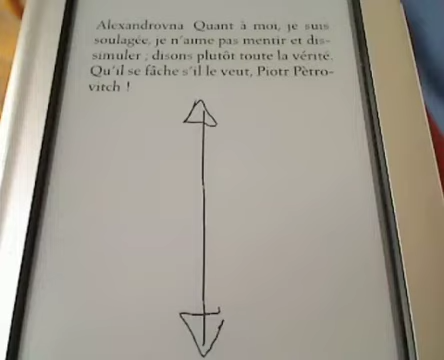 Alexandrovna Quant à moi, je suis
soulagée, je n'aime pas mentir et dis-
simuler ; disons plutôt toute la vérité.
Qu'il se fâche s'il le veut, Piotr Pètro-
vitch !